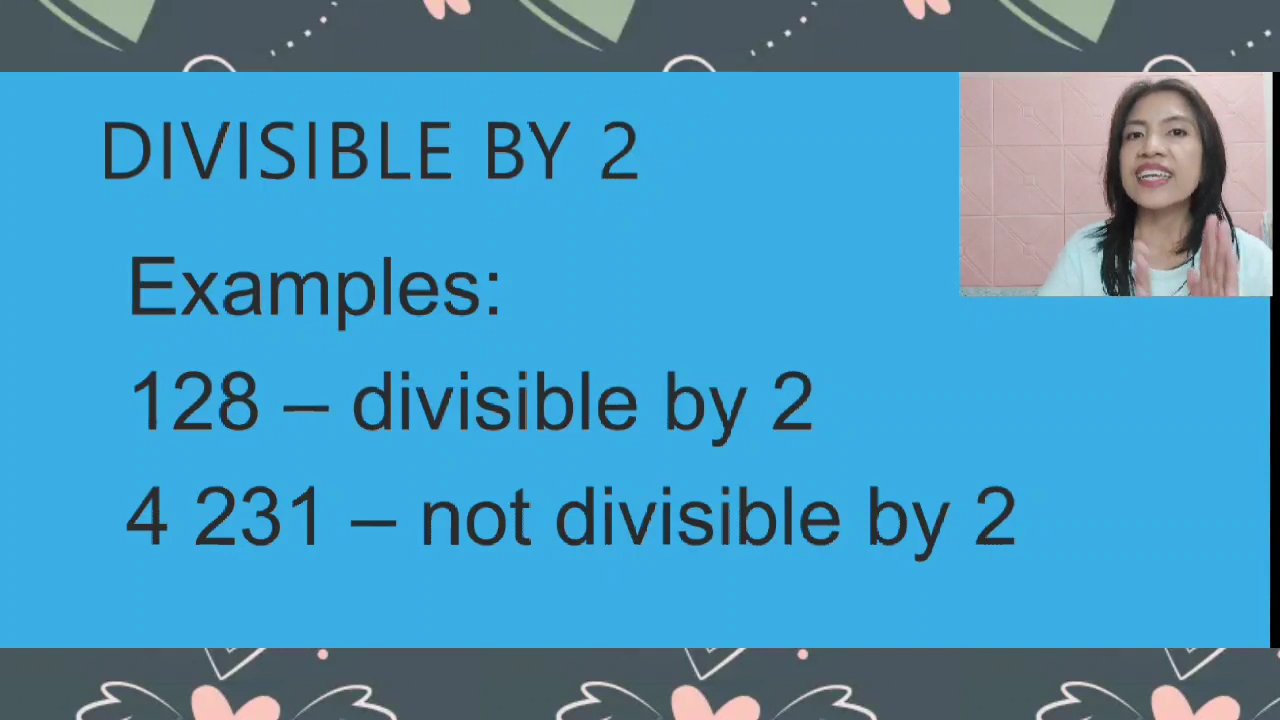 DIVISIBLE BY 2
Examples:
128 – divisible by 2
4 231 – not divisible by 2